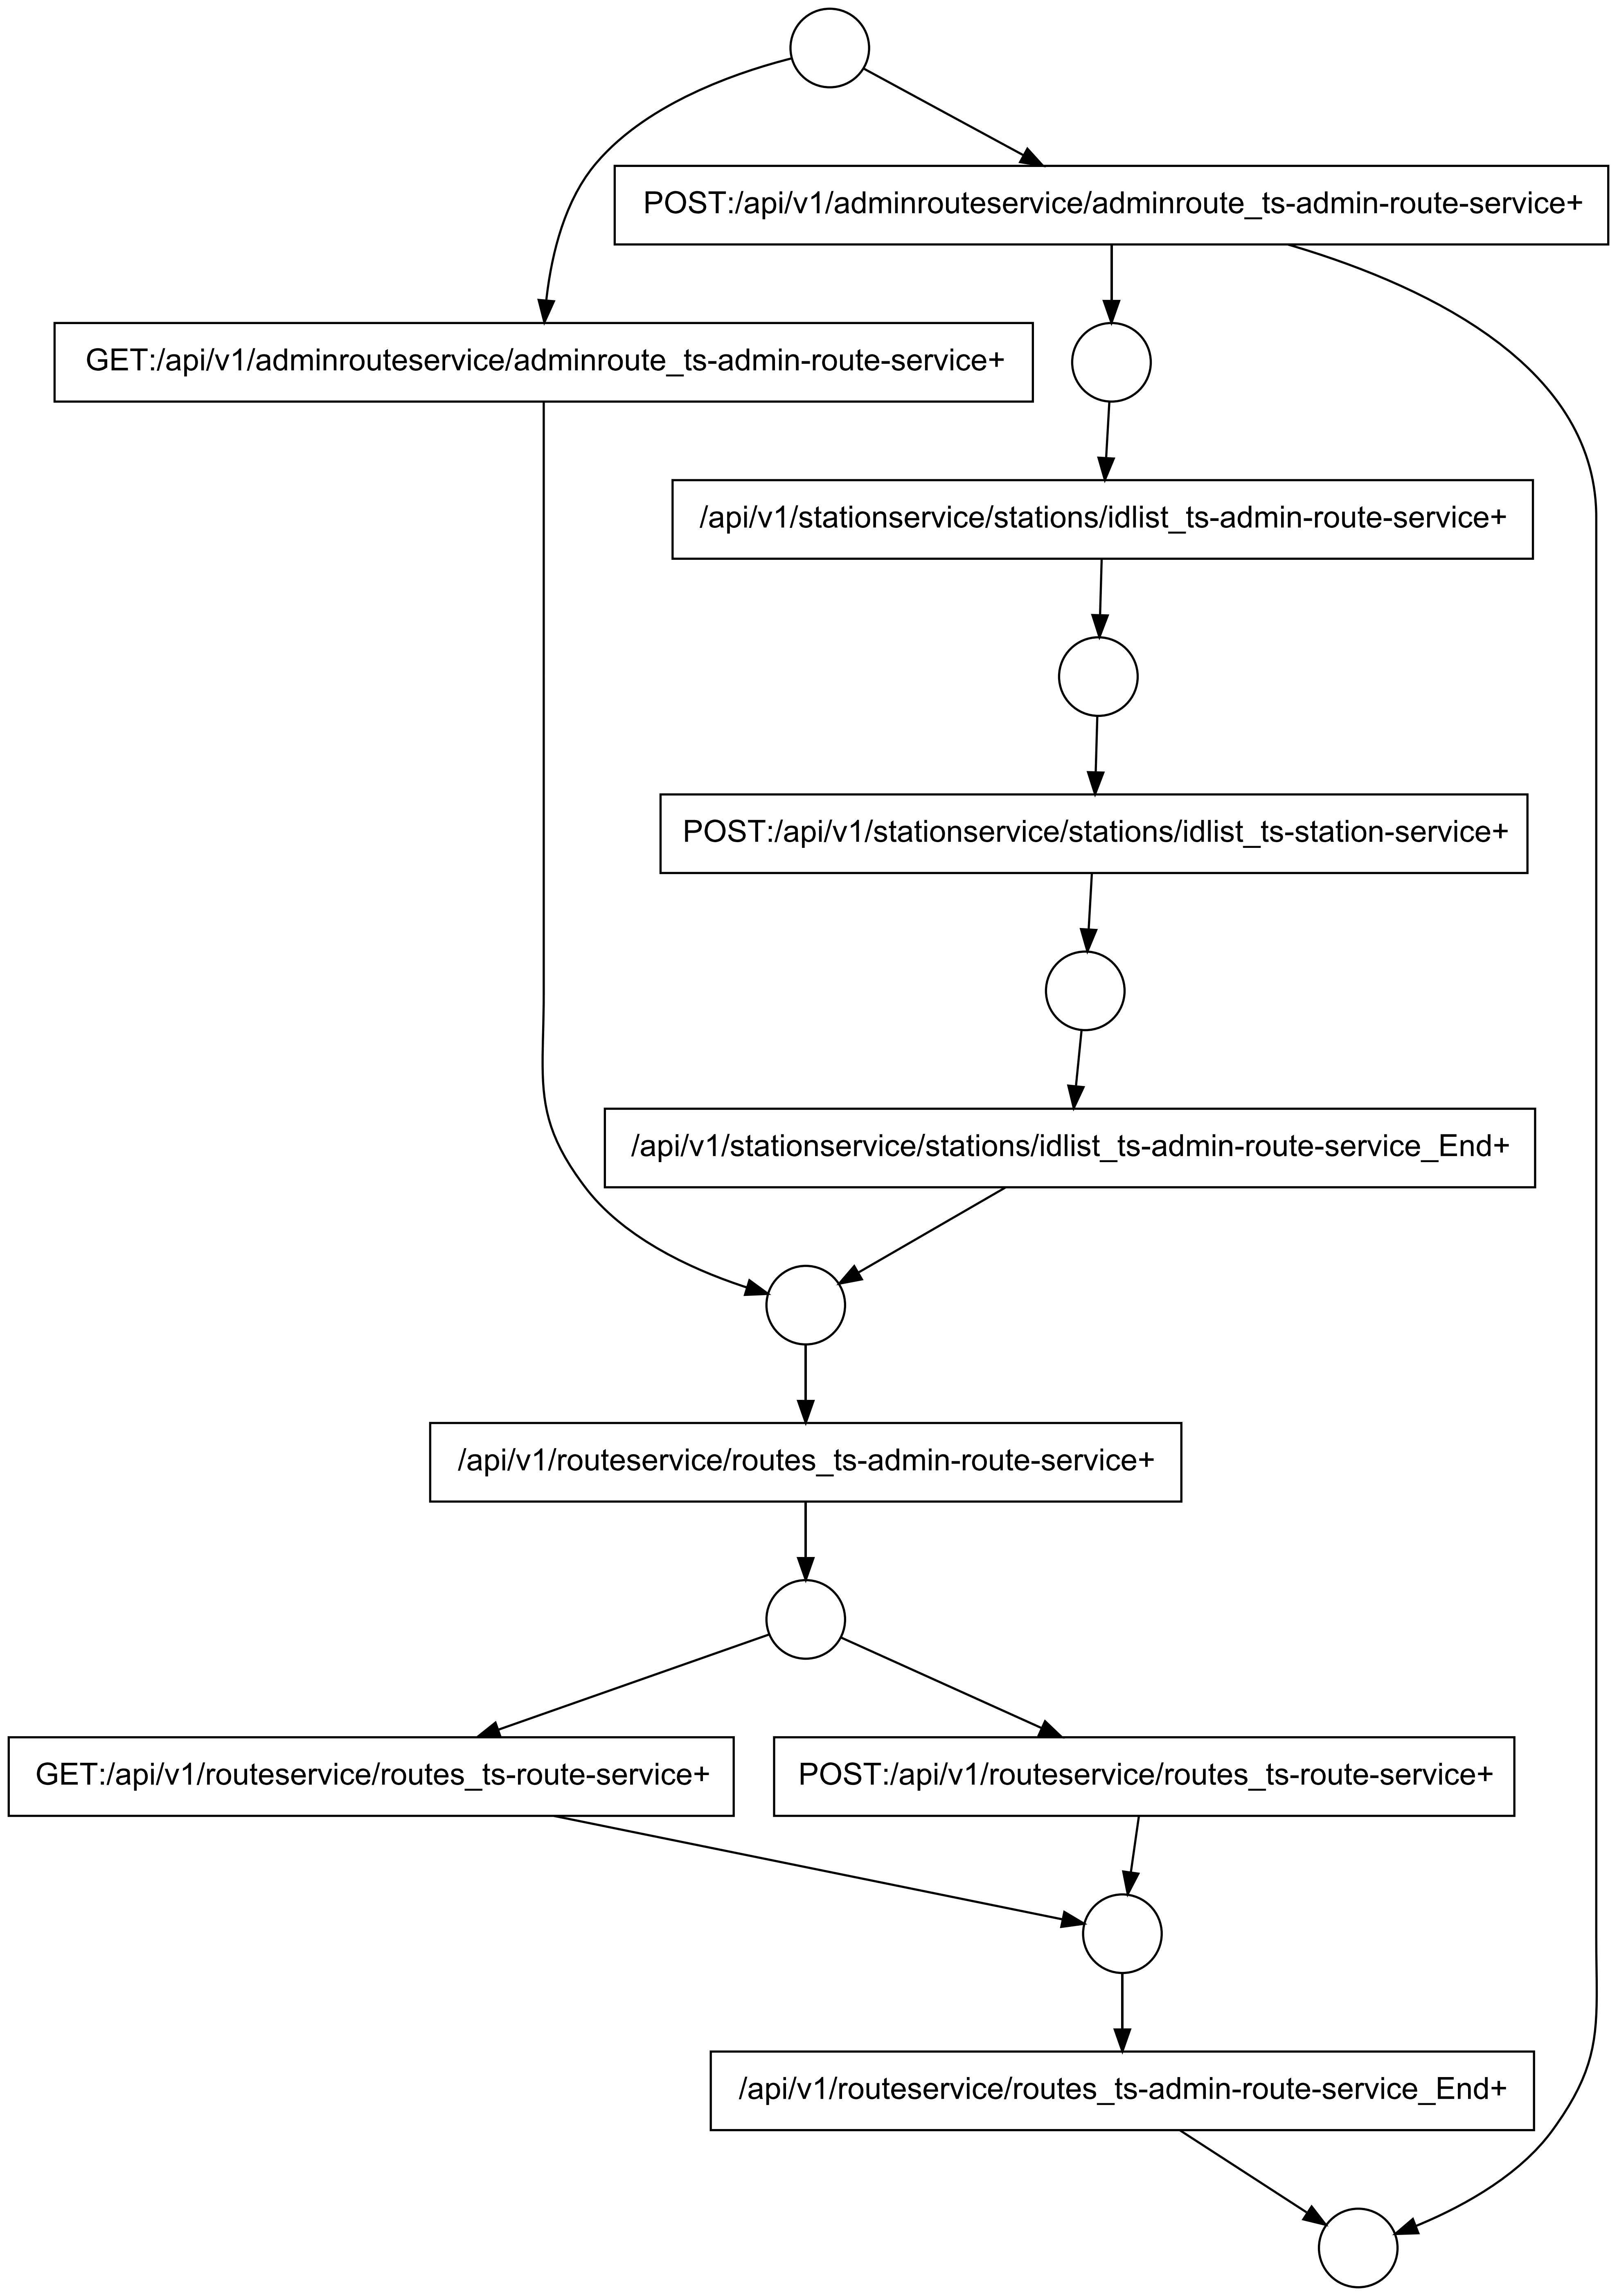 POST:/api/v1/adminrouteservice/adminroute_ts-admin-route-service+
GET:/api/v1/adminrouteservice/adminroute_ts-admin-route-service+
/api/v1/stationservice/stations/idlist_ts-admin-route-service+
POST:/api/v1/stationservice/stations/idlist_ts-station-service+
/api/v1/stationservice/stations/idlist_ts-admin-route-service_End+
/api/v1/routeservice/routes_ts-admin-route-service+
GET:/api/v1/routeservice/routes_ts-route-service+
POST:/api/v1/routeservice/routes_ts-route-service+
/api/v1/routeservice/routes_ts-admin-route-service_End+